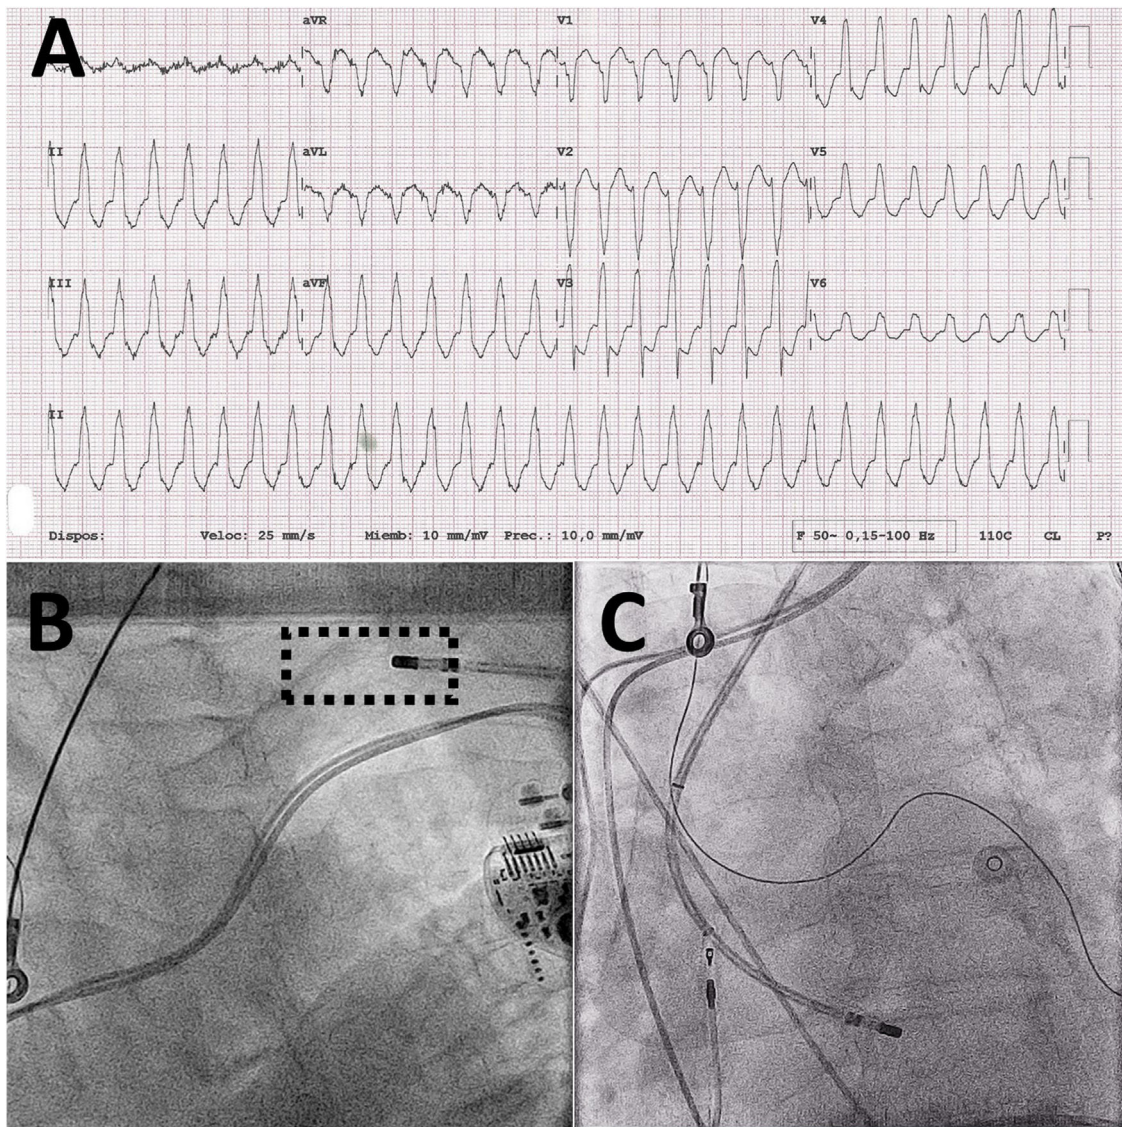 A
aVR
V1
V4
II
aVL
V2
V5
III
aVF
V3
V6
II
Dispos: Veloc: 25 mm/s Miemb: 10 mm/mV Prec.: 10,0 mm/mV F 50~ 0,15-100 Hz 110C CL P?
B
C